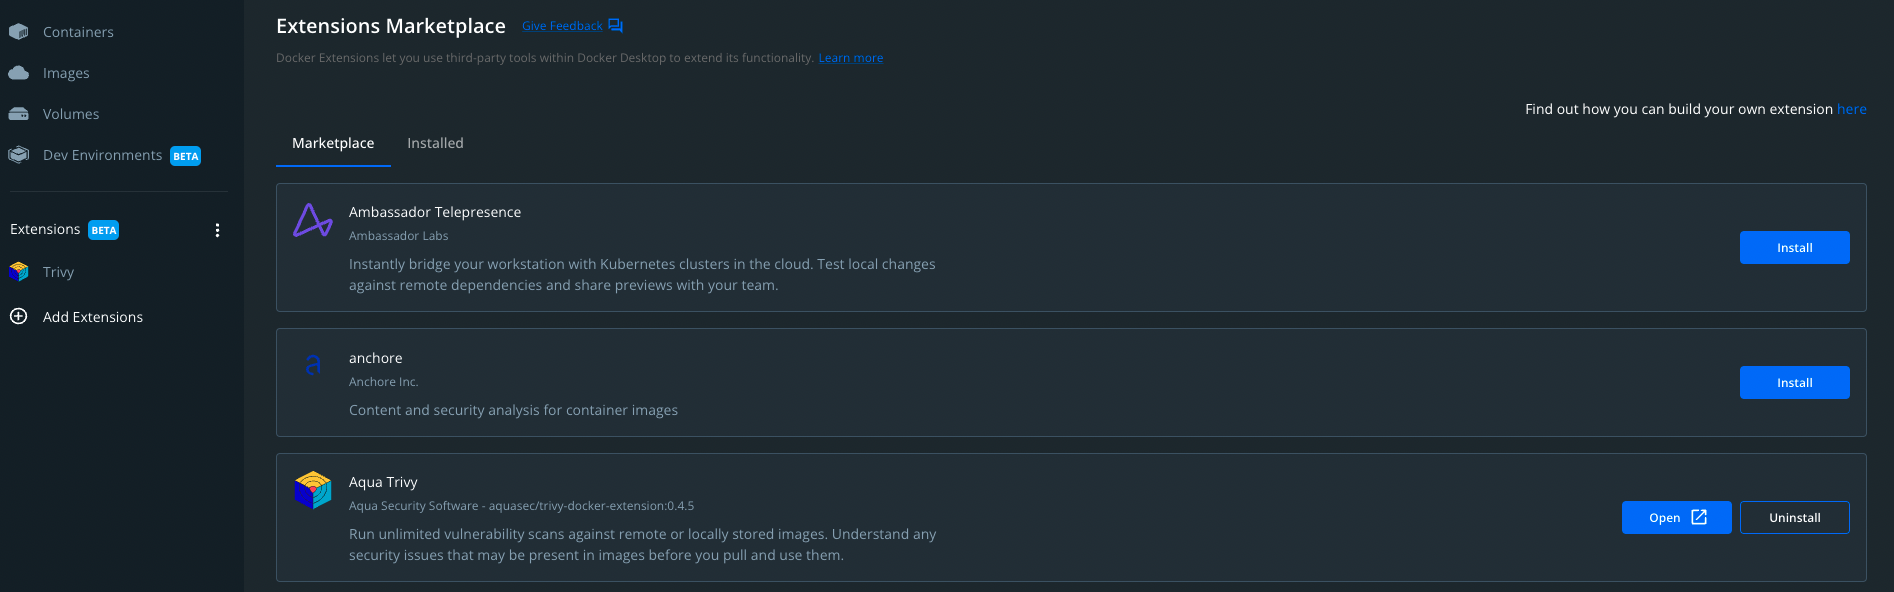 Containers
Images
Volumes
Dev Environments BETA
Extensions BETA
Trivy
Add Extensions
Extensions Marketplace Give Feedback
Docker Extensions let you use third-party tools within Docker Desktop to extend its functionality. Learn more
Find out how you can build your own extension here
Marketplace Installed
Ambassador Telepresence
Ambassador Labs
Instantly bridge your workstation with Kubernetes clusters in the cloud. Test local changes
against remote dependencies and share previews with your team.
Install
anchore
Anchore Inc.
Content and security analysis for container images
Install
Aqua Trivy
Aqua Security Software - aquasec/trivy-docker-extension:0.4.5
Run unlimited vulnerability scans against remote or locally stored images. Understand any
security issues that may be present in images before you pull and use them.
Open Uninstall